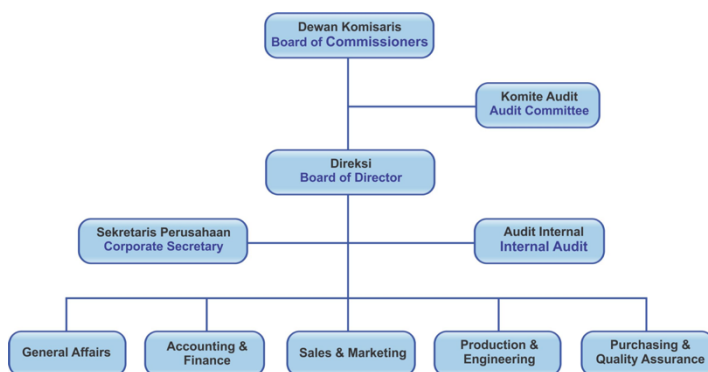 Dewan Komisaris
Board of Commissioners
Komite Audit
Audit Committee
Direksi
Board of Director
Sekretaris Perusahaan
Corporate Secretary
Audit Internal
Internal Audit
General Affairs
Accounting &
Finance
Sales & Marketing
Production &
Engineering
Purchasing &
Quality Assurance